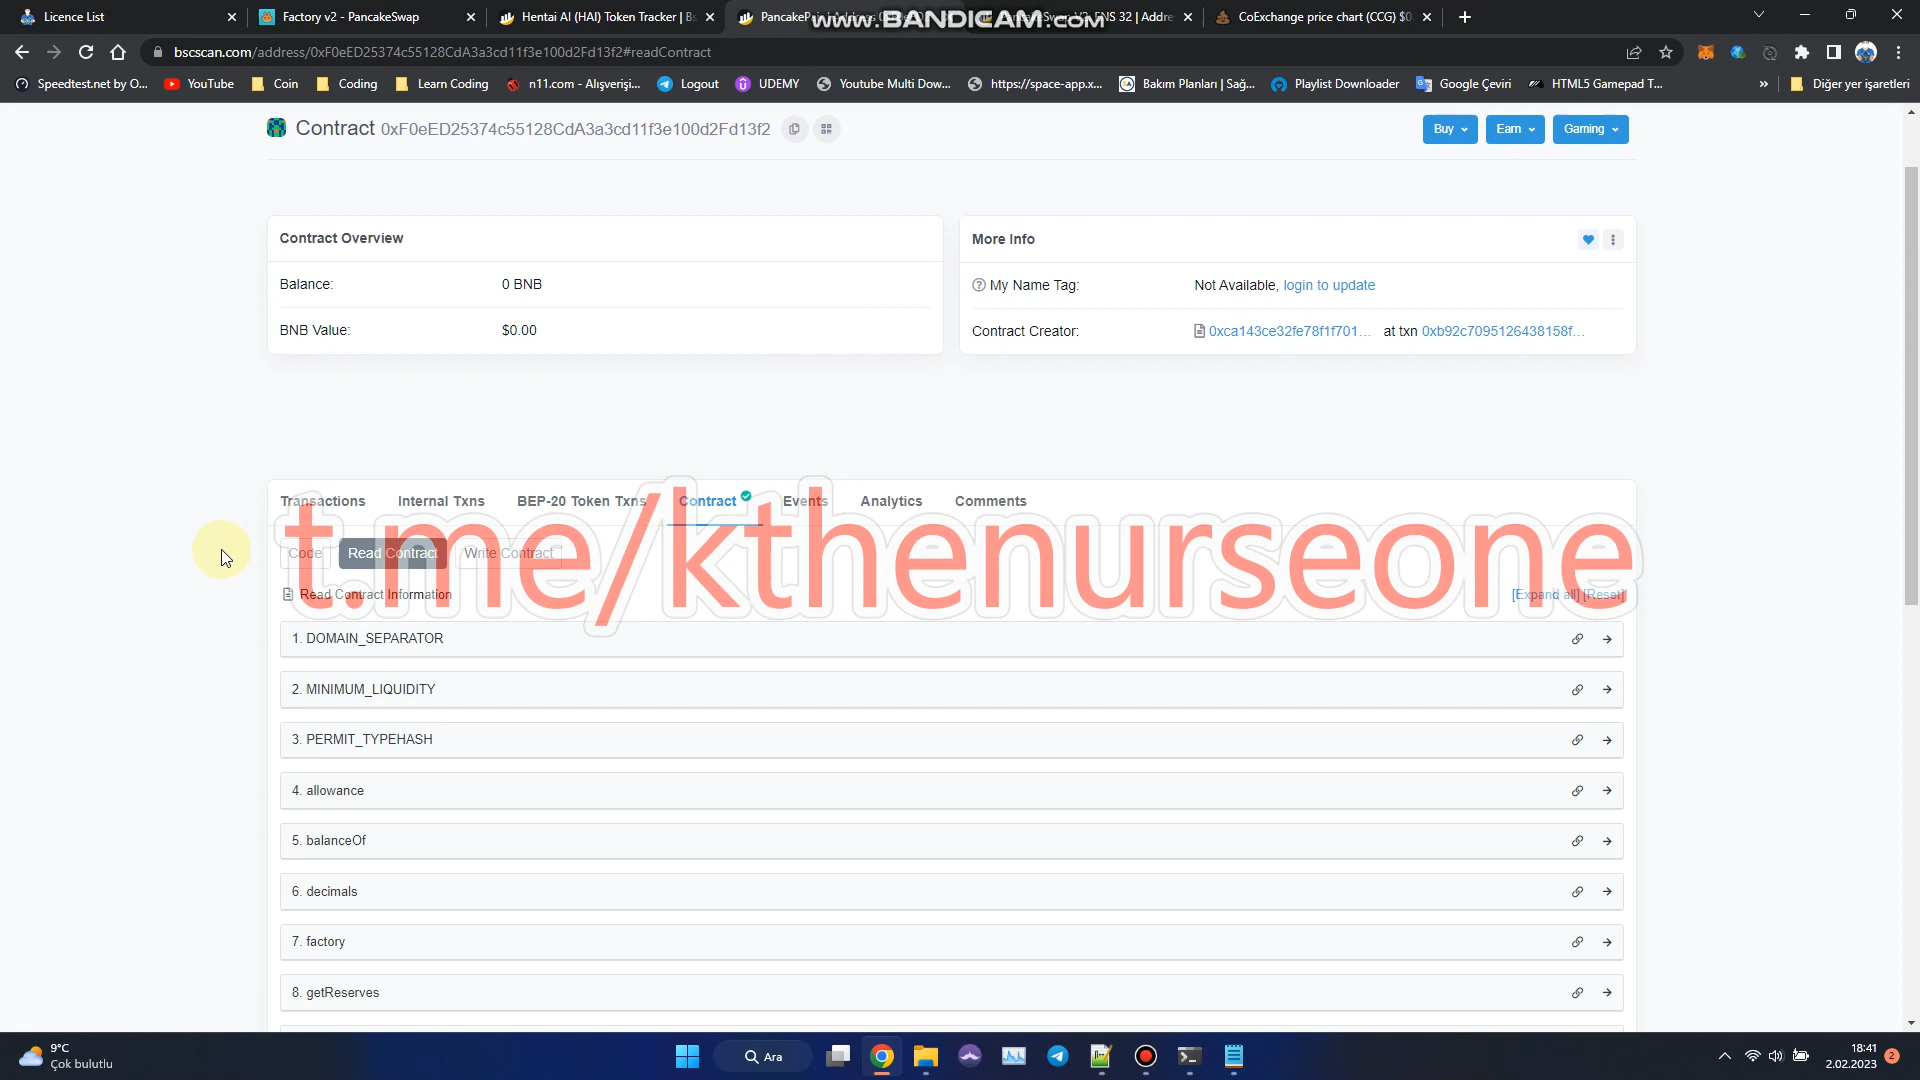 Licence List
Factory v2 - PancakeSwap
Hentai AI (HAI) Token Tracker | Bs
www.BANDICAM.com
CoExchange price chart (CCG) $0.
bscscan.com/address/0xF0eED25374c55128CdA3a3cd11f3e100d2Fd13f2#readContract
Speedtest.net by O...
YouTube
Coin
Coding
Learn Coding
n11.com - Alışverişi...
Logout
UDEMY
Youtube Multi Dow...
https://space-app.x...
Bakım Planları | Sağ...
Playlist Downloader
Google Çeviri
HTML5 Gamepad T...
»
Diğer yer işaretleri
Contract 0xF0eED25374c55128CdA3a3cd11f3e100d2Fd13f2
Buy
Earn
Gaming
Contract Overview
Balance:
0 BNB
BNB Value:
$0.00
More Info
My Name Tag:
Not Available, login to update
Contract Creator:
0xca143ce32fe78f1f701... at txn 0xb92c7095126438158f...
Transactions
Internal Txns
BEP-20 Token Txns
Contract
Events
Analytics
Comments
t.me/kthenurseone
Code
Read Contract
Write Contract
Read Contract Information
[Expand all] [Reset]
1. DOMAIN_SEPARATOR
2. MINIMUM_LIQUIDITY
3. PERMIT_TYPEHASH
4. allowance
5. balanceOf
6. decimals
7. factory
8. getReserves
9°C
Çok bulutlu
Ara
18:41
2.02.2023
2